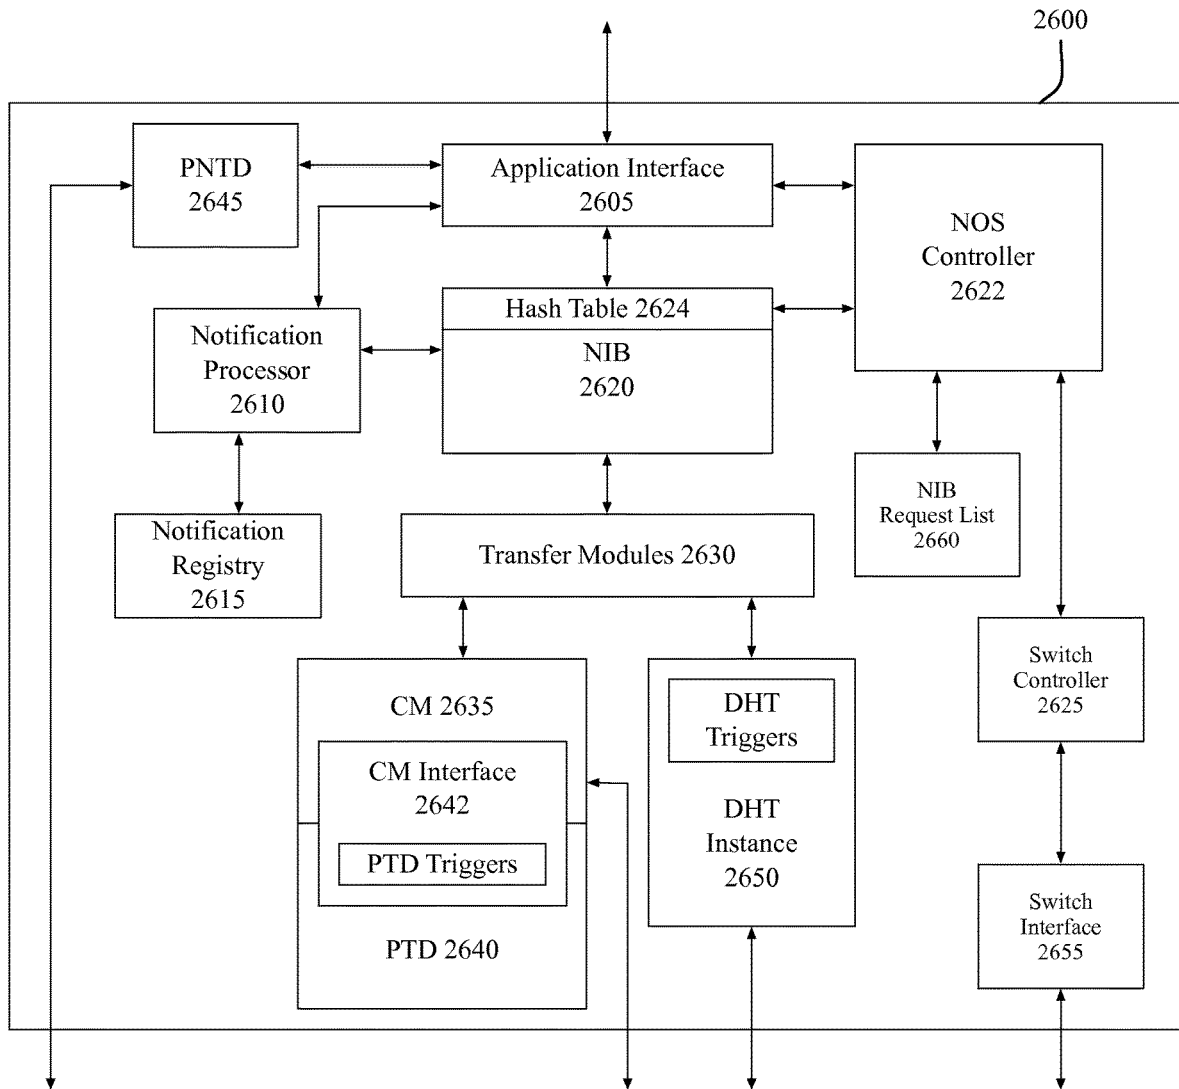 2600
PNTD
2645
Application Interface
2605
NOS
Controller
2622
Hash Table 2624
NIB
2620
Notification
Processor
2610
NIB
Request List
2660
Notification
Registry
2615
Transfer Modules 2630
Switch
Controller
2625
CM 2635
CM Interface
2642
PTD Triggers
PTD 2640
DHT
Triggers
DHT
Instance
2650
Switch
Interface
2655